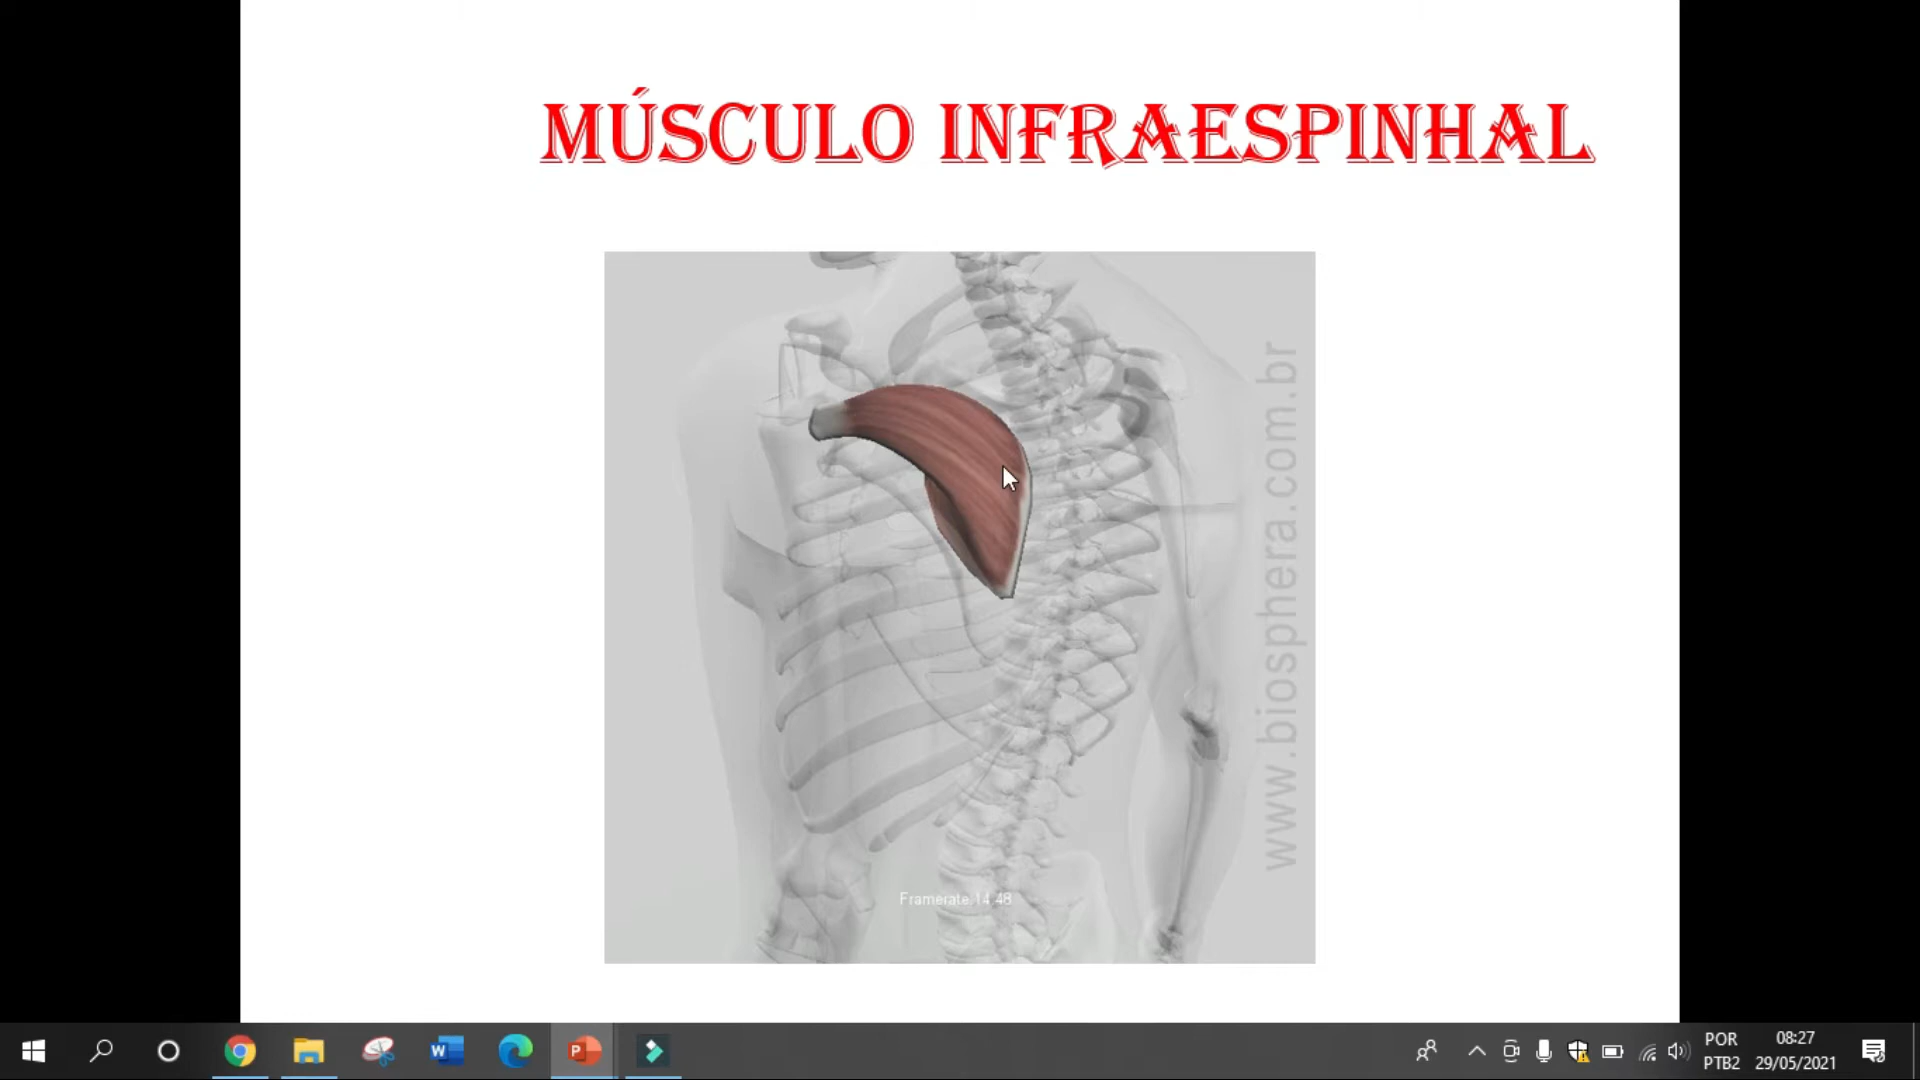 MÚSCULO INFRAESPINHAL
www.biosphera.com.br
Framerate 14.48
POR
PTB2
08:27
29/05/2021